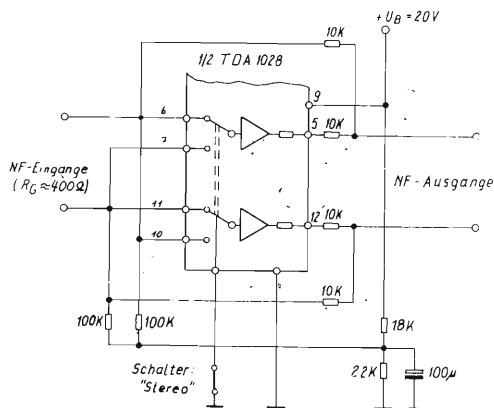 + U_B = 20V
10K
1/2 TDA 1028
9
6
5
10K
7
NF-Eingänge
(R_G ≈ 400Ω)
NF-Ausgänge
11
12
10K
10
10K
100K
100K
18K
Schalter:
"Stereo"
22K
100µ